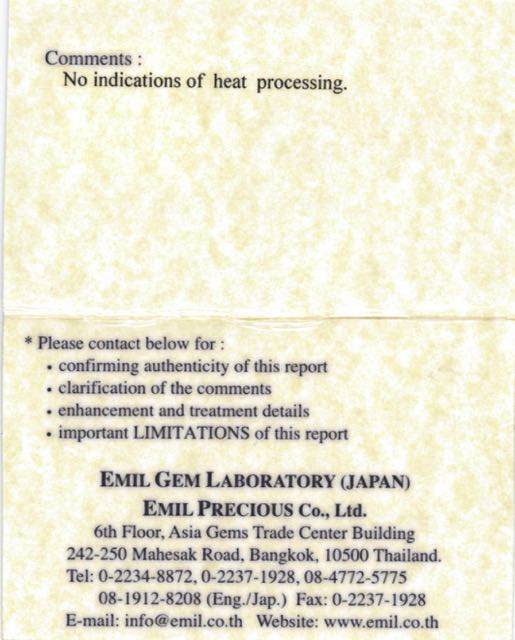 Comments :
No indications of heat processing.
* Please contact below for :
• confirming authenticity of this report
• clarification of the comments
• enhancement and treatment details
• important LIMITATIONS of this report
EMIL GEM LABORATORY (JAPAN)
EMIL PRECIOUS Co., Ltd.
6th Floor, Asia Gems Trade Center Building
242-250 Mahesak Road, Bangkok, 10500 Thailand.
Tel: 0-2234-8872, 0-2237-1928, 08-4772-5775
08-1912-8208 (Eng./Jap.) Fax: 0-2237-1928
E-mail: info@emil.co.th Website: www.emil.co.th